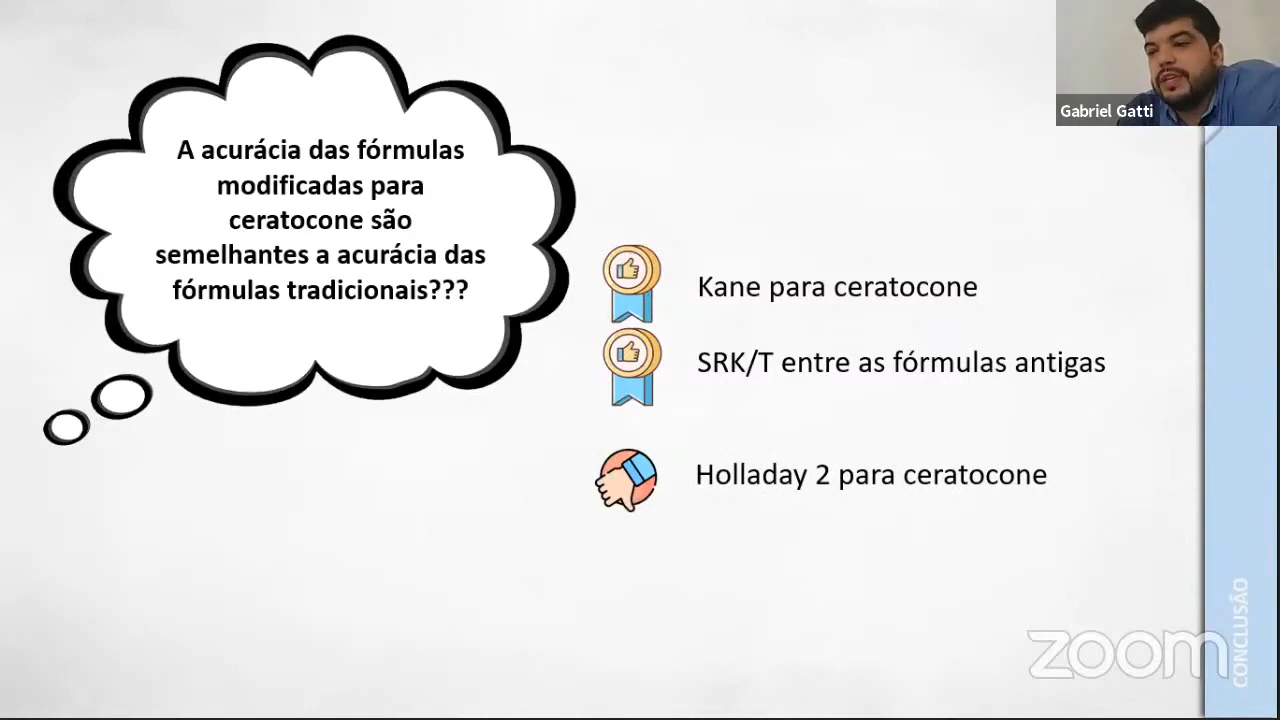 Gabriel Gatti
A acurácia das fórmulas
modificadas para
ceratocone são
semelhantes a acurácia das
fórmulas tradicionais???
Kane para ceratocone
SRK/T entre as fórmulas antigas
Holladay 2 para ceratocone
CONCLUSÃO
zoom